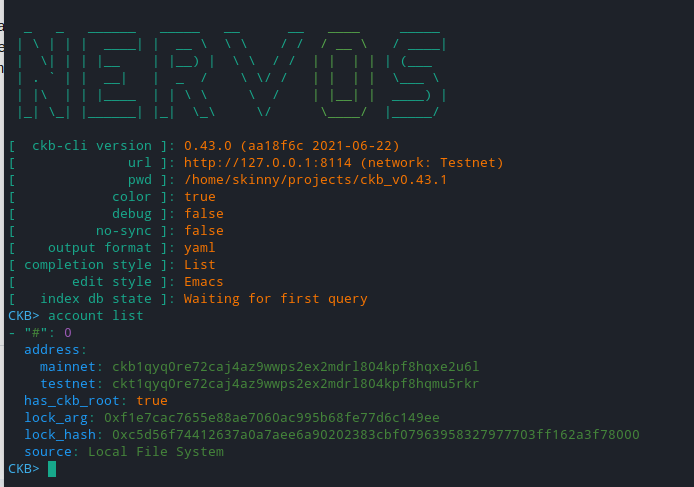 NERVOS
[  ckb-cli version ]: 0.43.0 (aa18f6c 2021-06-22)
[              url ]: http://127.0.0.1:8114 (network: Testnet)
[              pwd ]: /home/skinny/projects/ckb_v0.43.1
[            color ]: true
[            debug ]: false
[          no-sync ]: false
[    output format ]: yaml
[ completion style ]: List
[       edit style ]: Emacs
[   index db state ]: Waiting for first query
CKB> account list
- "#": 0
  address:
    mainnet: ckb1qyq0re72caj4az9wwps2ex2mdrl804kpf8hqxe2u6l
    testnet: ckt1qyq0re72caj4az9wwps2ex2mdrl804kpf8hqmu5rkr
  has_ckb_root: true
  lock_arg: 0xf1e7cac7655e88ae7060ac995b68fe77d6c149ee
  lock_hash: 0xc5d56f74412637a0a7aee6a90202383cbf07963958327977703ff162a3f78000
  source: Local File System
CKB>